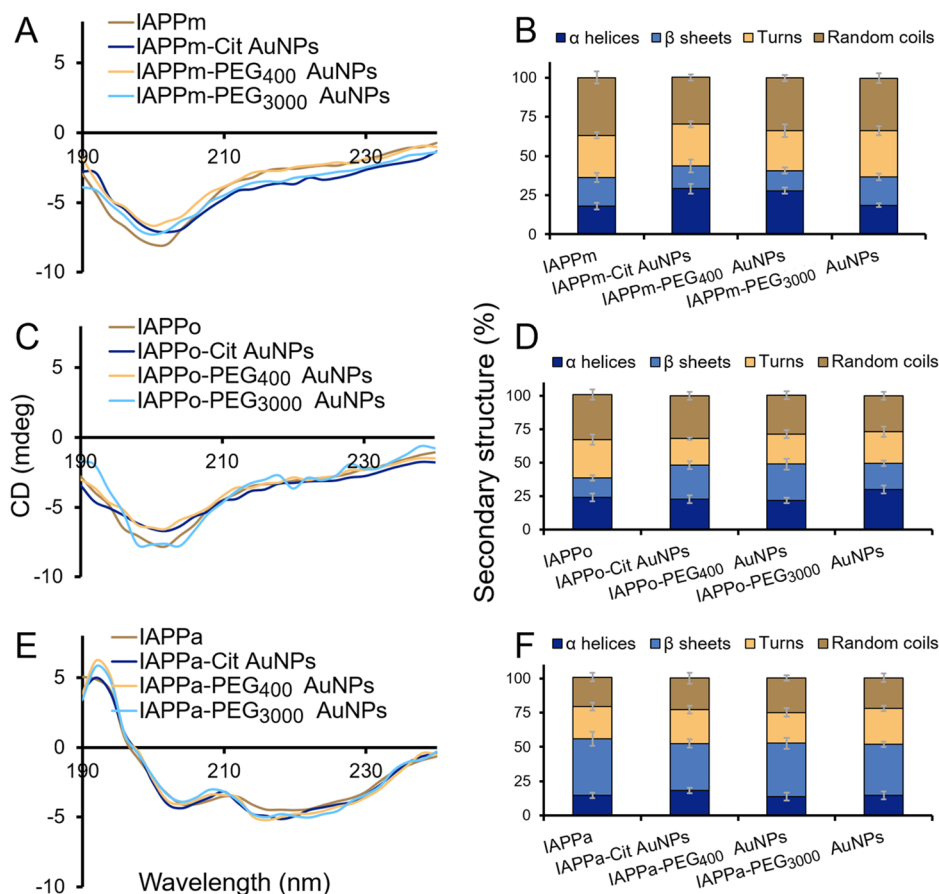 A
IAPPm
IAPPm-Cit AuNPs
IAPPm-PEG400 AuNPs
IAPPm-PEG3000 AuNPs
5
0
190
210
230
-5
-10
B
α helices β sheets Turns Random coils
100
75
50
25
0
IAPPm
IAPPm-Cit AuNPs
IAPPm-PEG400 AuNPs
IAPPm-PEG3000 AuNPs
C
IAPPo
IAPPo-Cit AuNPs
IAPPo-PEG400 AuNPs
IAPPo-PEG3000 AuNPs
5
0
190
210
230
-5
-10
CD (mdeg)
D
α helices β sheets Turns Random coils
100
75
50
25
0
IAPPo
IAPPo-Cit AuNPs
IAPPo-PEG400 AuNPs
IAPPo-PEG3000 AuNPs
Secondary structure (%)
E
IAPPa
IAPPa-Cit AuNPs
IAPPa-PEG400 AuNPs
IAPPa-PEG3000 AuNPs
5
0
190
210
230
-5
-10
Wavelength (nm)
F
α helices β sheets Turns Random coils
100
75
50
25
0
IAPPa
IAPPa-Cit AuNPs
IAPPa-PEG400 AuNPs
IAPPa-PEG3000 AuNPs